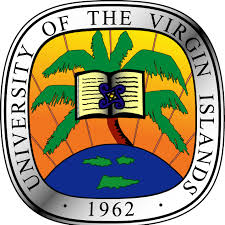 UNIVERSITY OF THE VIRGIN ISLANDS
· 1962 ·